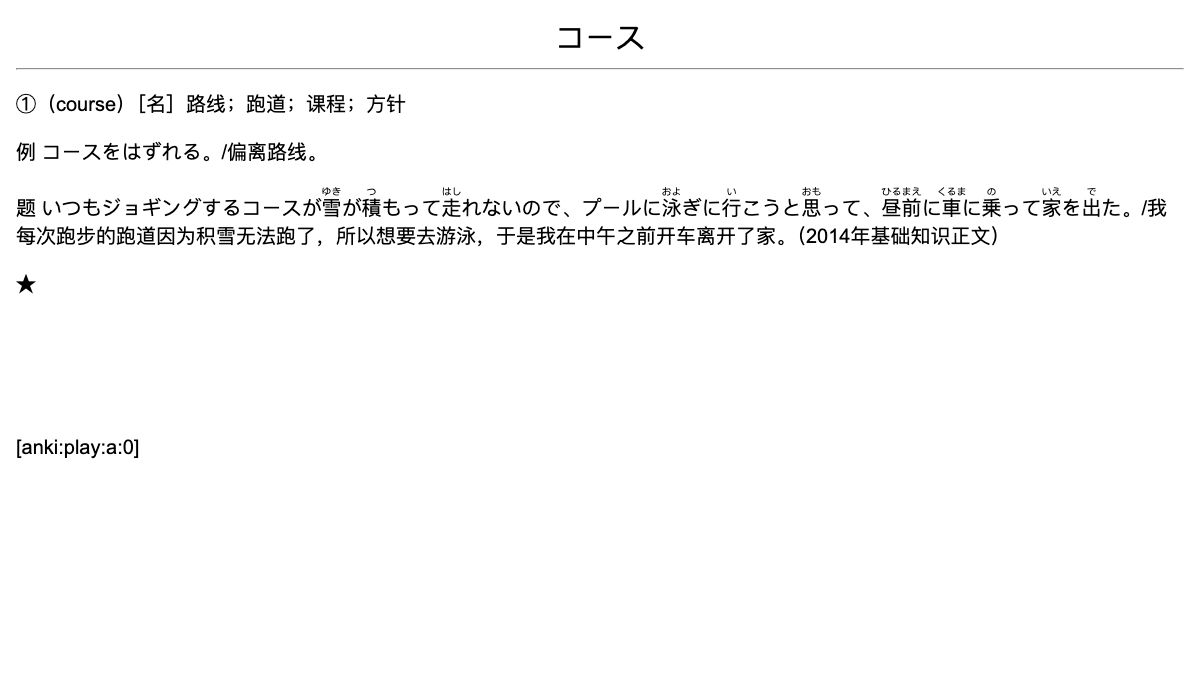 コース
①（course）［名］路线；跑道；课程；方针
例 コースをはずれる。/偏离路线。
ゆき つ はし およ い おも ひるまえ くるま の いえ で
题 いつもジョギングするコースが雪が積もって走れないので、プールに泳ぎに行こうと思って、昼前に車に乗って家を出た。/我
每次跑步的跑道因为积雪无法跑了，所以想要去游泳，于是我在中午之前开车离开了家。（2014年基础知识正文）
★
[anki:play:a:0]